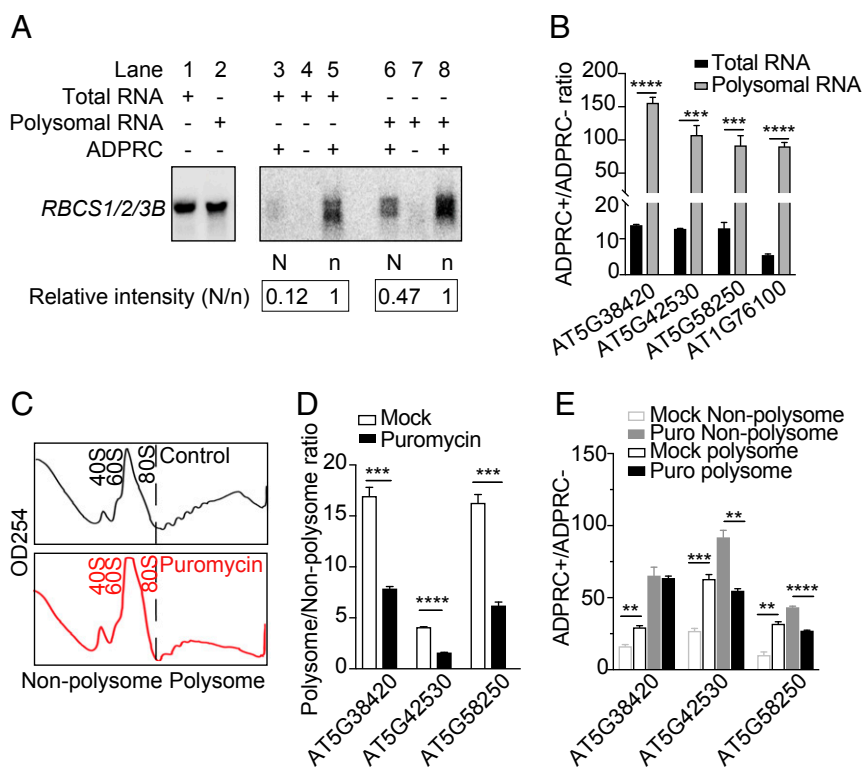 A
Lane 1 2 3 4 5 6 7 8
Total RNA + - + + + - - -
Polysomal RNA - + - - - + + +
ADPRC - - + - + + - +
RBCS1/2/3B
N n N n
Relative intensity (N/n) 0.12 1 0.47 1
B
Total RNA
Polysomal RNA
ADPRC+/ADPRC- ratio
200
150
100
50
20
10
0
**** *** *** ****
AT5G38420
AT5G42530
AT5G58250
AT1G76100
C
OD254
40S
60S
80S
Control
40S
60S
80S
Puromycin
Non-polysome Polysome
D
Mock
Puromycin
Polysome/Non-polysome ratio
20
15
10
5
0
*** **** ***
AT5G38420
AT5G42530
AT5G58250
E
Mock Non-polysome
Puro Non-polysome
Mock polysome
Puro polysome
ADPRC+/ADPRC-
150
100
50
0
** *** ** ** ****
AT5G38420
AT5G42530
AT5G58250